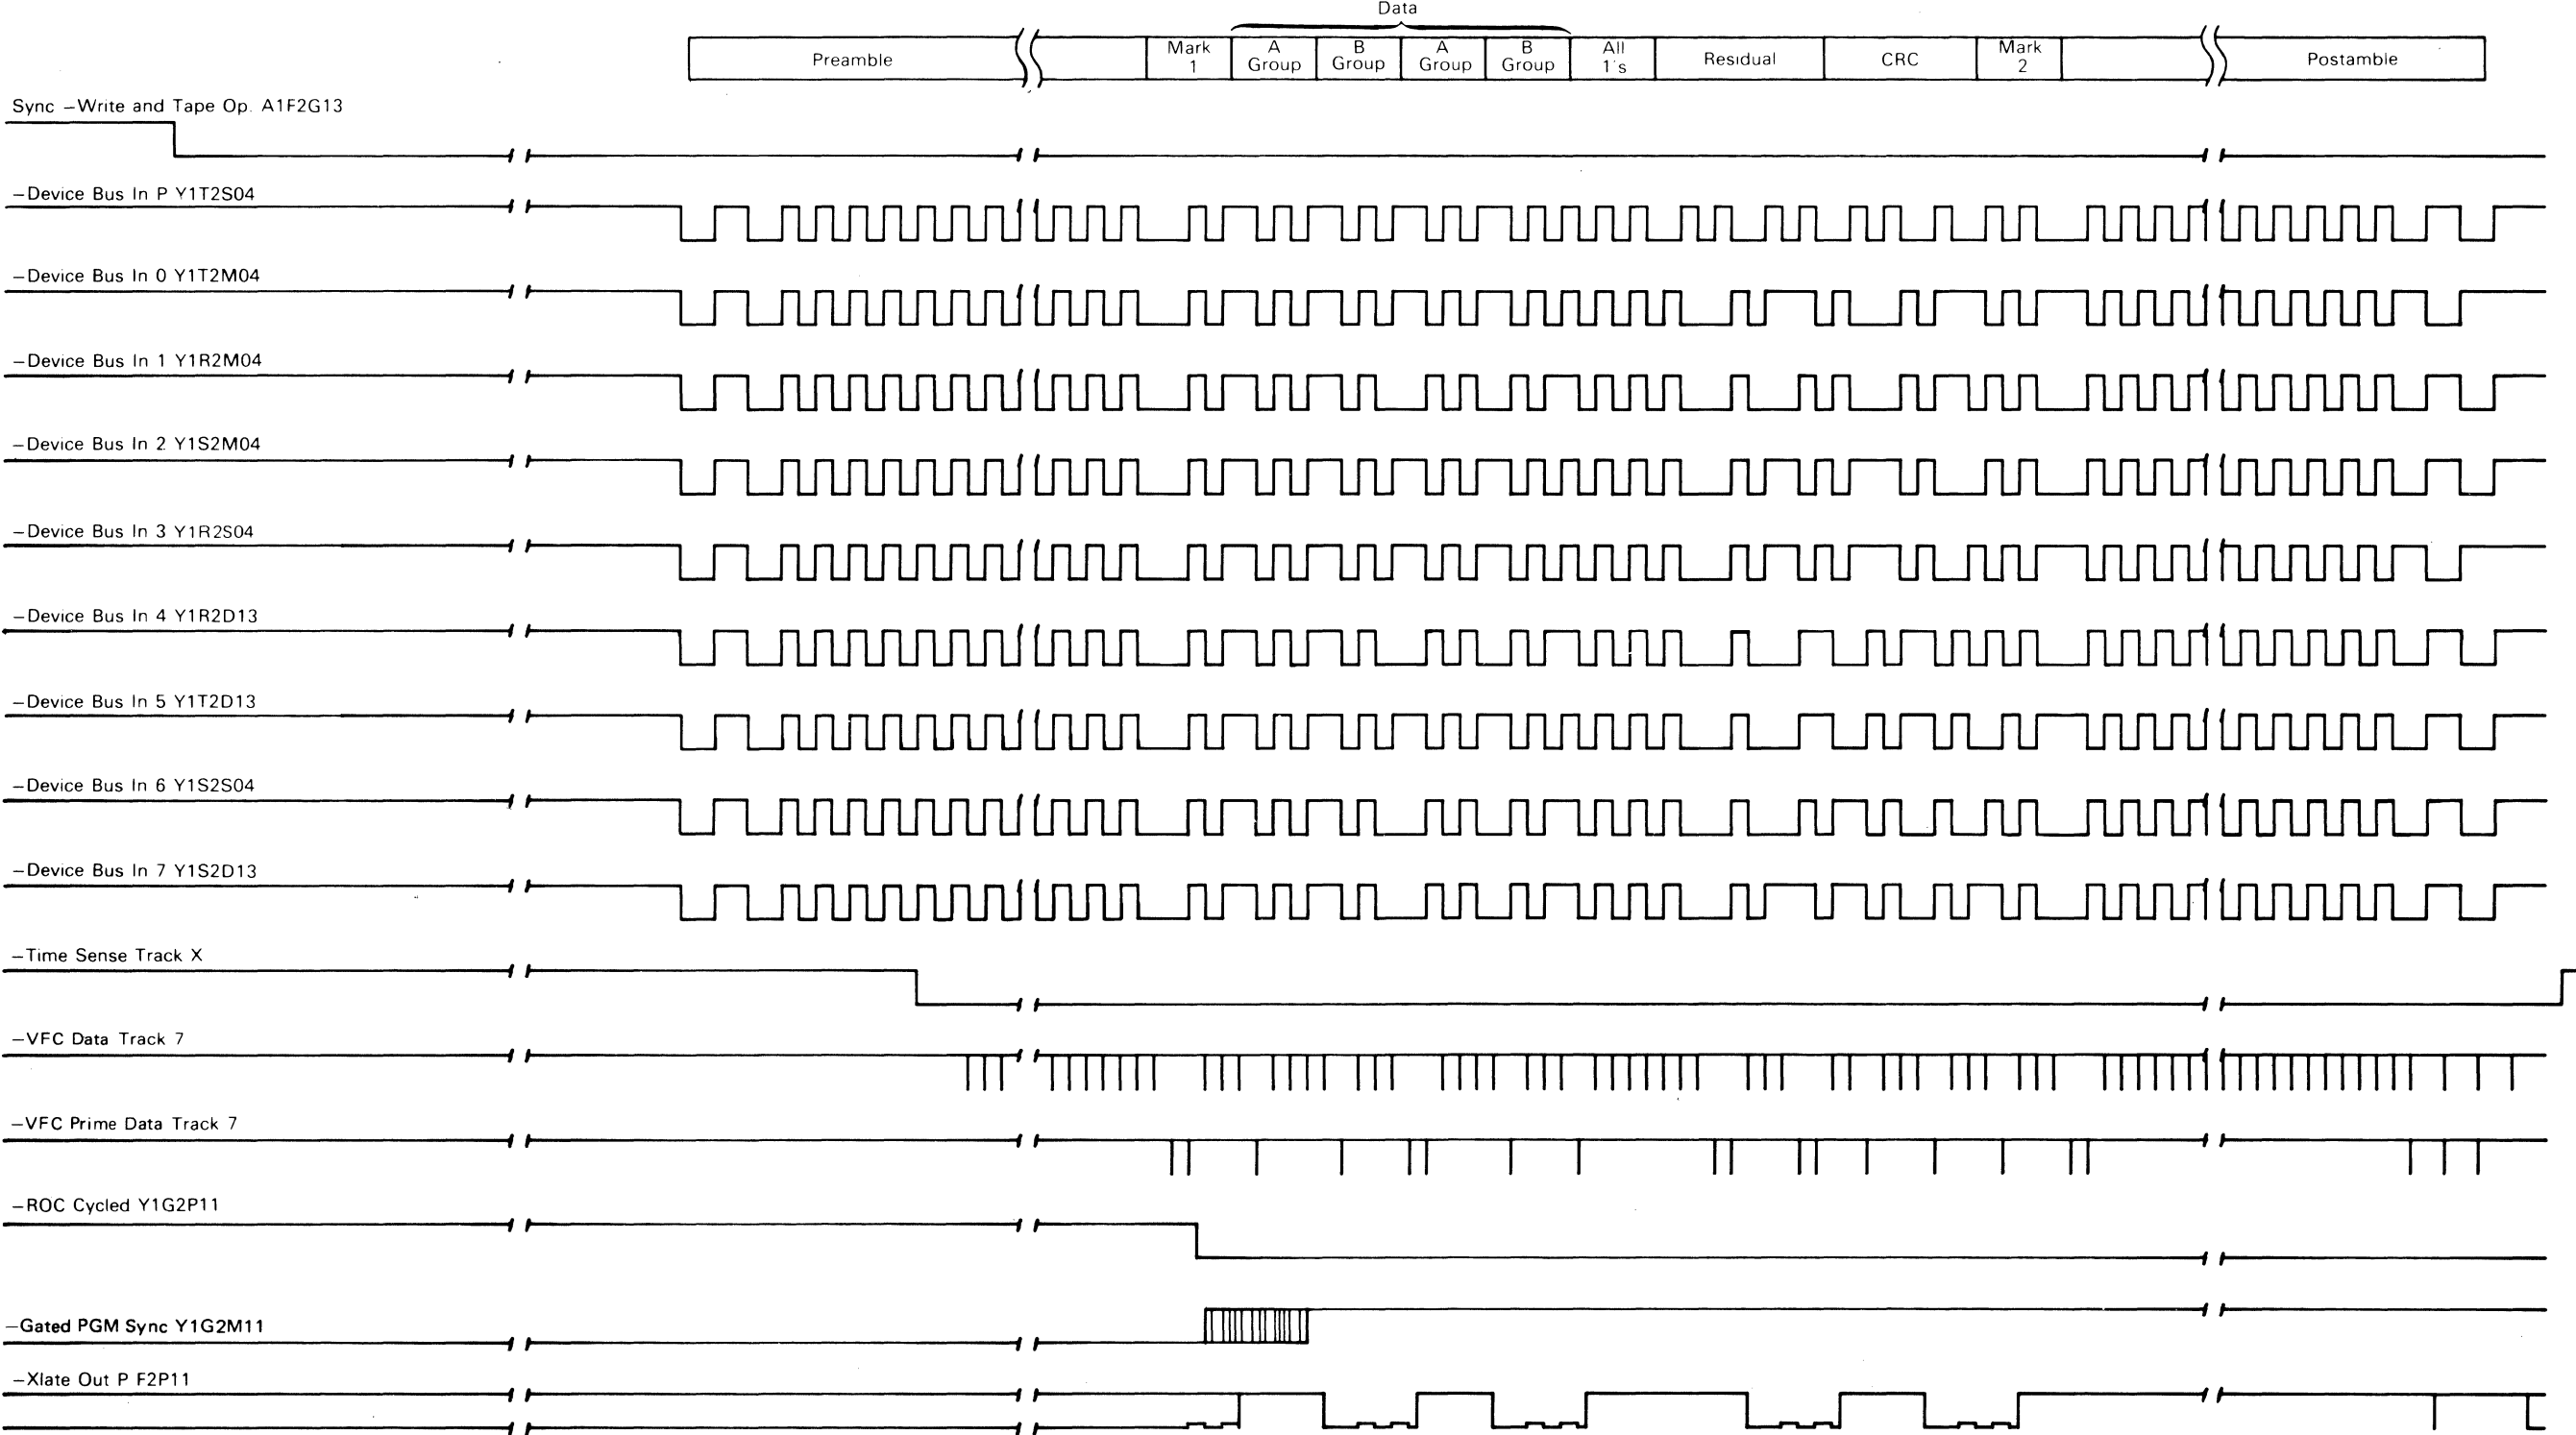 Data
Preamble
Mark 1
A Group
B Group
A Group
B Group
All 1's
Residual
CRC
Mark 2
Postamble
Sync –Write and Tape Op. A1F2G13
–Device Bus In P Y1T2S04
–Device Bus In 0 Y1T2M04
–Device Bus In 1 Y1R2M04
–Device Bus In 2 Y1S2M04
–Device Bus In 3 Y1R2S04
–Device Bus In 4 Y1R2D13
–Device Bus In 5 Y1T2D13
–Device Bus In 6 Y1S2S04
–Device Bus In 7 Y1S2D13
–Time Sense Track X
–VFC Data Track 7
–VFC Prime Data Track 7
–ROC Cycled Y1G2P11
–Gated PGM Sync Y1G2M11
–Xlate Out P F2P11